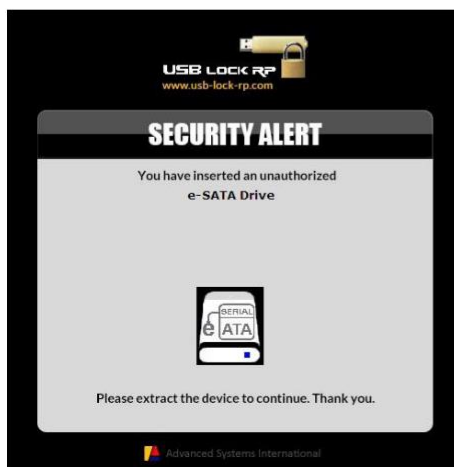 USB LOCK RP
www.usb-lock-rp.com
SECURITY ALERT
You have inserted an unauthorized
e-SATA Drive
SERIAL
e ATA
Please extract the device to continue. Thank you.
Advanced Systems International